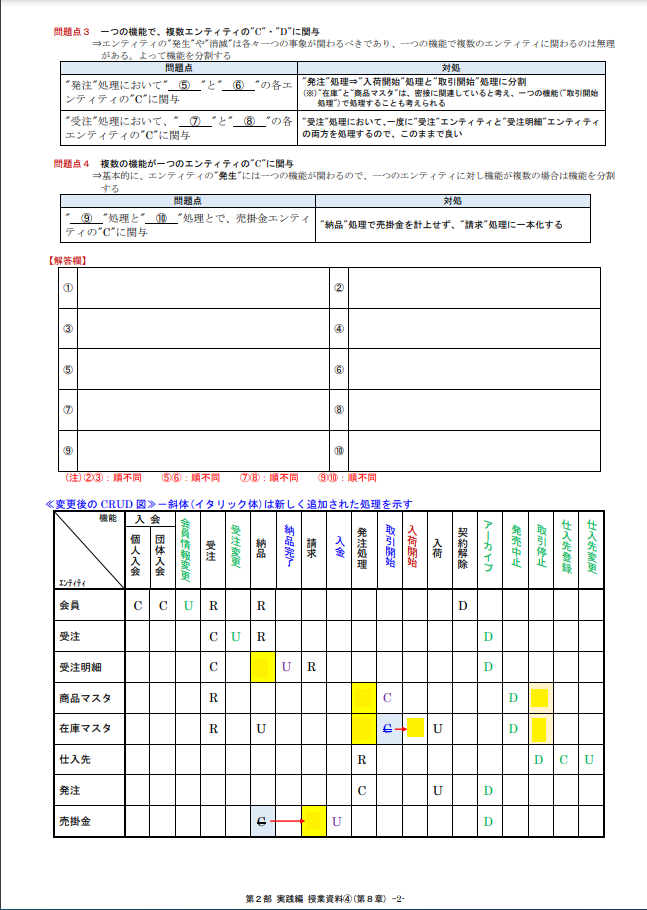 問題点３　一つの機能で、複数エンティティの"C"・"D"に関与
⇒エンティティの"発生"や"消滅"は各々一つの事象が関わるべきであり、一つの機能で複数のエンティティに関わるのは無理
がある。よって機能を分割する
問題点 対処
"発注"処理において"　⑤　"と"　⑥　"の各エ
ンティティの"C"に関与
"発注"処理⇒"入荷開始"処理と"取引開始"処理に分割
(※)"在庫"と"商品マスタ"は、密接に関連していると考え、一つの機能("取引開始
処理")で処理することも考えられる
"受注"処理において、"　⑦　"と"　⑧　"の各
エンティティの"C"に関与
"受注"処理において、一度に"受注"エンティティと"受注明細"エンティティ
の両方を処理するので、このままで良い
問題点４　複数の機能が一つのエンティティの"C"に関与
⇒基本的に、エンティティの"発生"には一つの機能が関わるので、一つのエンティティに対し機能が複数の場合は機能を分割
する
問題点 対処
"　⑨　"処理と"　⑩　"処理とで、売掛金エンティ
ティの"C"に関与
"納品"処理で売掛金を計上せず、"請求"処理に一本化する
【解答欄】
① ②
③ ④
⑤ ⑥
⑦ ⑧
⑨ ⑩
(注)②③：順不同　⑤⑥：順不同　⑦⑧：順不同　⑨⑩：順不同
≪変更後の CRUD 図≫－斜体(イタリック体)は新しく追加された処理を示す
機能 入会 会員情報変更 受注 受注変更 納品 納品完了 請求 入金 発注処理 取引開始 入荷開始 入荷 契約解除 アーカイブ 発売中止 取引停止 仕入先登録 仕入先変更
個人入会 団体入会
エンティティ
会員 C C U R R D
受注 C U R D
受注明細 C U R D
商品マスタ R C D
在庫マスタ R U C U D
仕入先 R D C U
発注 C U D
売掛金 C U D
第２部 実践編 授業資料④(第８章) -2-